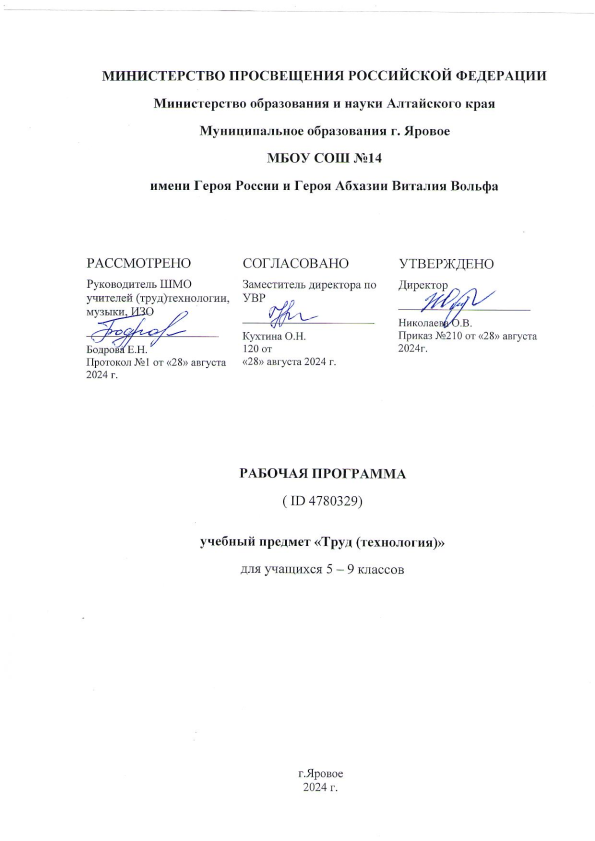 МИНИСТЕРСТВО ПРОСВЕЩЕНИЯ РОССИЙСКОЙ ФЕДЕРАЦИИ
Министерство образования и науки Алтайского края
Муниципальное образования г. Яровое
МБОУ СОШ №14
имени Героя России и Героя Абхазии Виталия Вольфа
РАССМОТРЕНО
Руководитель ШМО
учителей (труд)технологии,
музыки, ИЗО
Бодрова Е.Н.
Протокол №1 от «28» августа
2024 г.
СОГЛАСОВАНО
Заместитель директора по
УВР
Кухтина О.Н.
120 от
«28» августа 2024 г.
УТВЕРЖДЕНО
Директор
Николаева О.В.
Приказ №210 от «28» августа
2024г.
РАБОЧАЯ ПРОГРАММА
( ID 4780329)
учебный предмет «Труд (технология)»
для учащихся 5 – 9 классов
г.Яровое
2024 г.